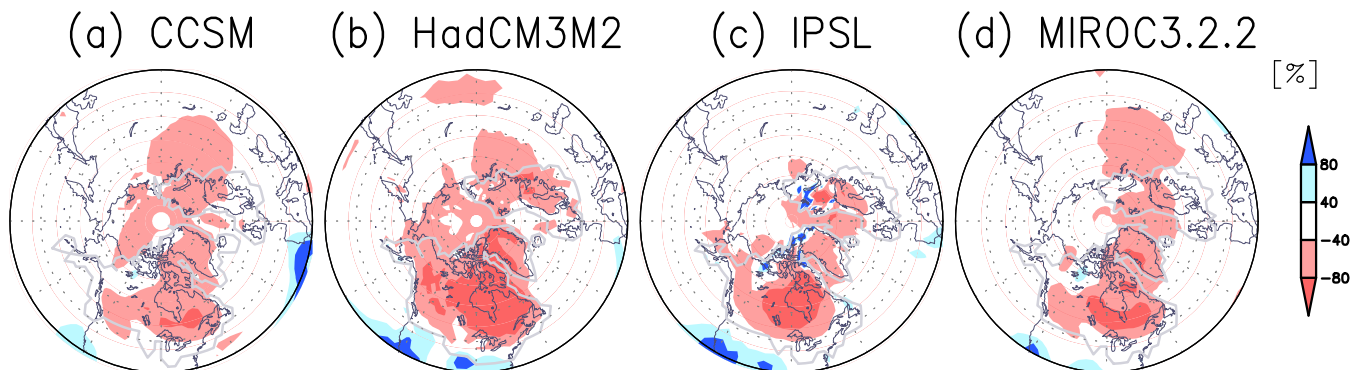 (a) CCSM
(b) HadCM3M2
(c) IPSL
(d) MIROC3.2.2
[%]
80
40
-40
-80